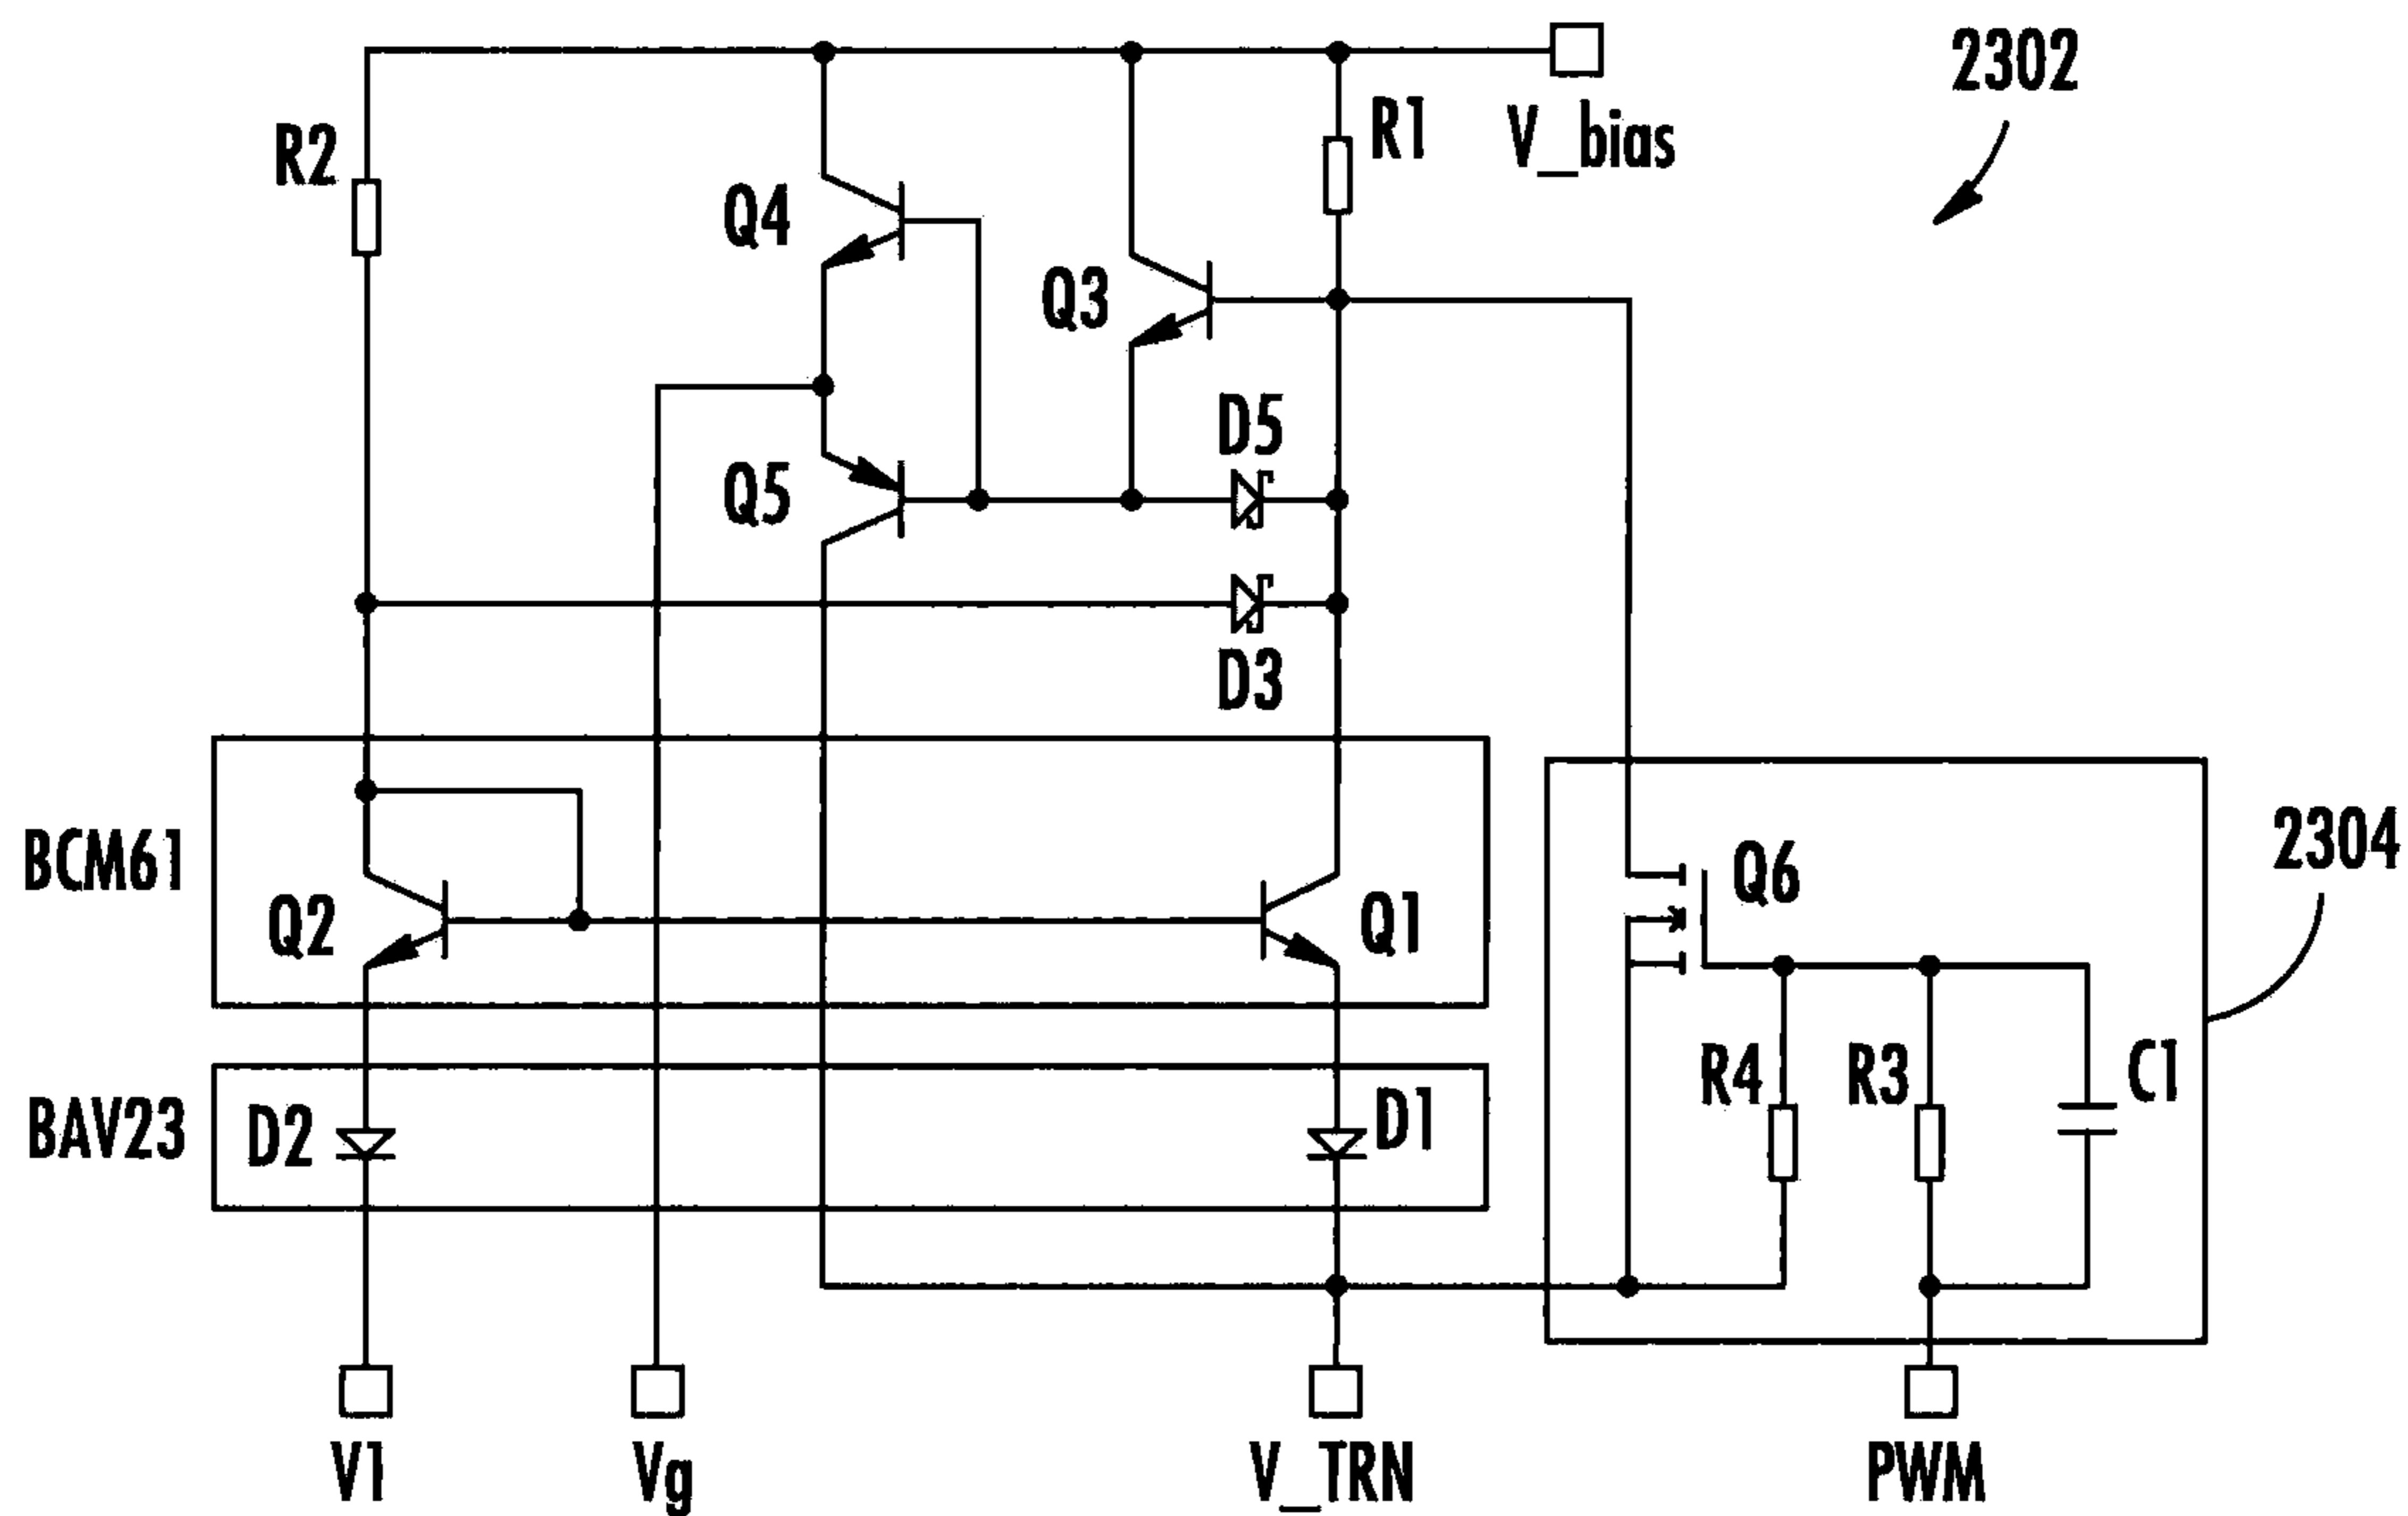 2302
R2
R1
V_bias
Q4
Q3
D5
Q5
D3
BCM61
Q2
Q1
Q6
2304
R4
R3
C1
BAV23
D2
D1
V1
Vg
V_TRN
PWM